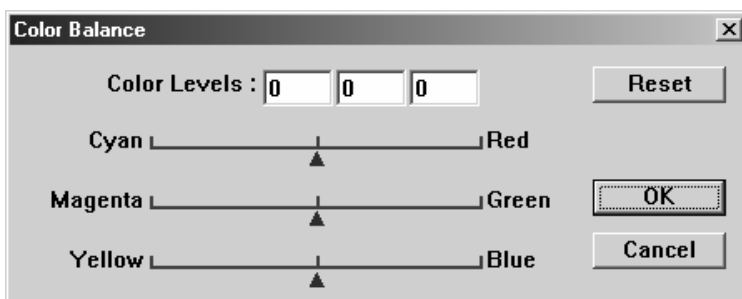 Color Balance
Color Levels : 0 0 0 Reset
Cyan Red
Magenta Green OK
Yellow Blue Cancel